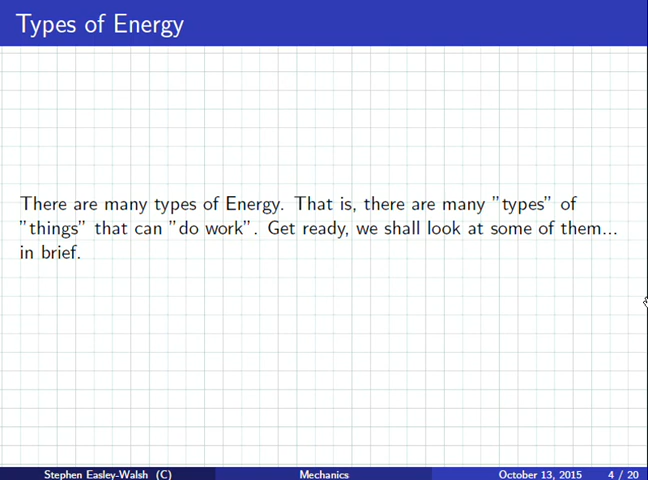 Types of Energy
There are many types of Energy. That is, there are many ”types” of
”things” that can ”do work”. Get ready, we shall look at some of them...
in brief.
Stephen Easley-Walsh (C) Mechanics October 13, 2015 4 / 20